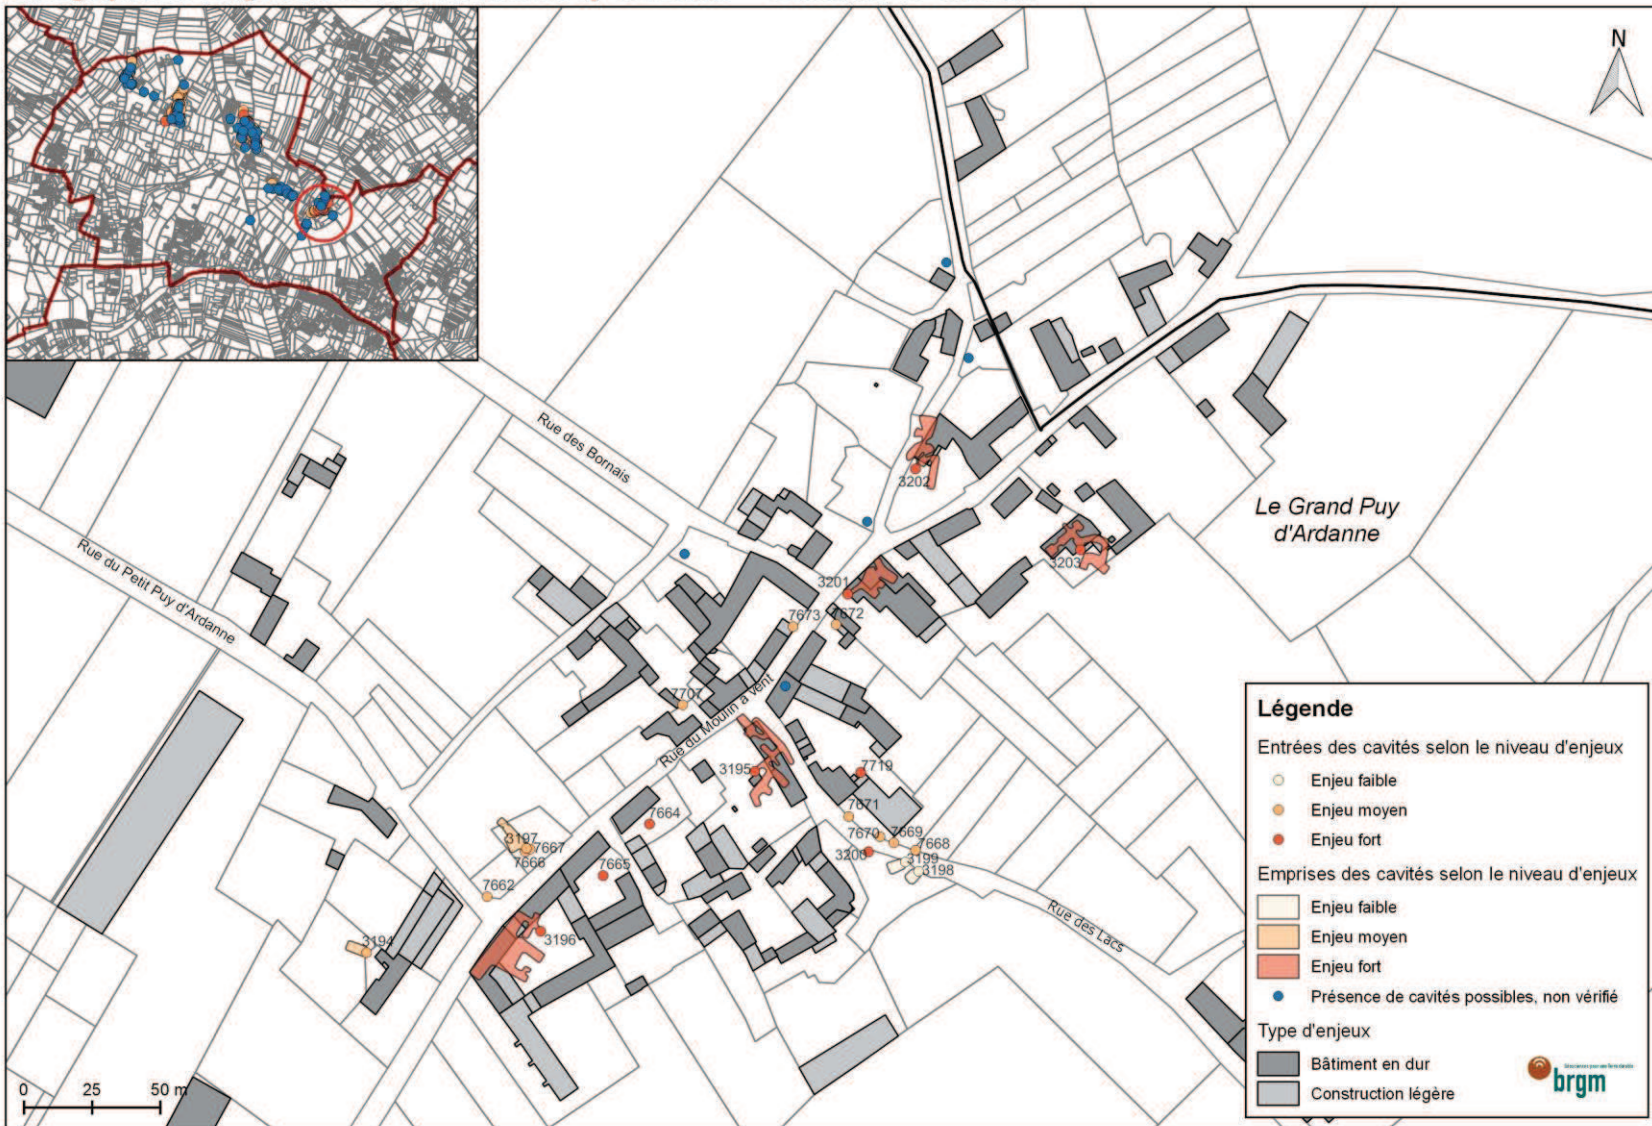 N
Rue des Bornais
Rue du Petit Puy d'Ardanne
Le Grand Puy
d'Ardanne
3202
3203
3201
7673
7672
7707
Rue du Moulin à Vent
3195
7719
7664
7671
3197
7667
7666
7670
7669
7668
3200
3199
3198
7665
7662
Rue des Lacs
3196
3194
0
25
50 m
Légende
Entrées des cavités selon le niveau d'enjeux
Enjeu faible
Enjeu moyen
Enjeu fort
Emprises des cavités selon le niveau d'enjeux
Enjeu faible
Enjeu moyen
Enjeu fort
Présence de cavités possibles, non vérifié
Type d'enjeux
Bâtiment en dur
Construction légère
brgm